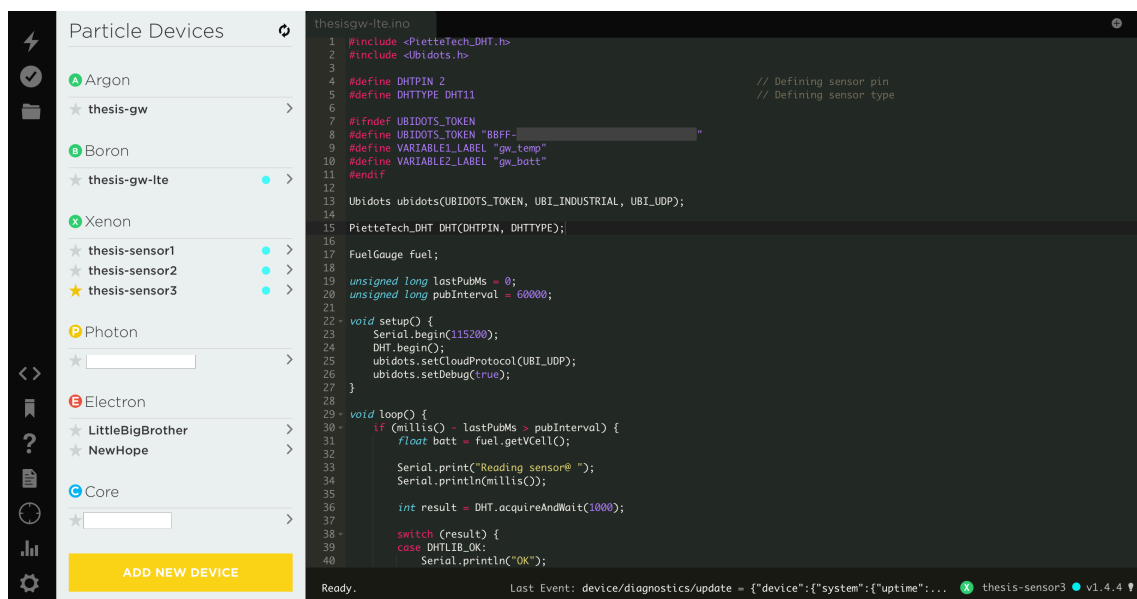 Particle Devices
A Argon
thesis-gw
B Boron
thesis-gw-lte
X Xenon
thesis-sensor1
thesis-sensor2
thesis-sensor3
P Photon
E Electron
LittleBigBrother
NewHope
C Core
ADD NEW DEVICE
thesisgw-lte.ino
1 #include <PietteTech_DHT.h>
2 #include <Ubidots.h>
3
4 #define DHTPIN 2 // Defining sensor pin
5 #define DHTTYPE DHT11 // Defining sensor type
6
7 #ifndef UBIDOTS_TOKEN
8 #define UBIDOTS_TOKEN "BBFF- "
9 #define VARIABLE1_LABEL "gw_temp"
10 #define VARIABLE2_LABEL "gw_batt"
11 #endif
12
13 Ubidots ubidots(UBIDOTS_TOKEN, UBI_INDUSTRIAL, UBI_UDP);
14
15 PietteTech_DHT DHT(DHTPIN, DHTTYPE);
16
17 FuelGauge fuel;
18
19 unsigned long lastPubMs = 0;
20 unsigned long pubInterval = 60000;
21
22 void setup() {
23 Serial.begin(115200);
24 DHT.begin();
25 ubidots.setCloudProtocol(UBI_UDP);
26 ubidots.setDebug(true);
27 }
28
29 void loop() {
30 if (millis() - lastPubMs > pubInterval) {
31 float batt = fuel.getVCell();
32
33 Serial.print("Reading sensor@ ");
34 Serial.println(millis());
35
36 int result = DHT.acquireAndWait(1000);
37
38 switch (result) {
39 case DHTLIB_OK:
40 Serial.println("OK");
Ready. Last Event: device/diagnostics/update = {"device":{"system":{"uptime":... X thesis-sensor3 v1.4.4